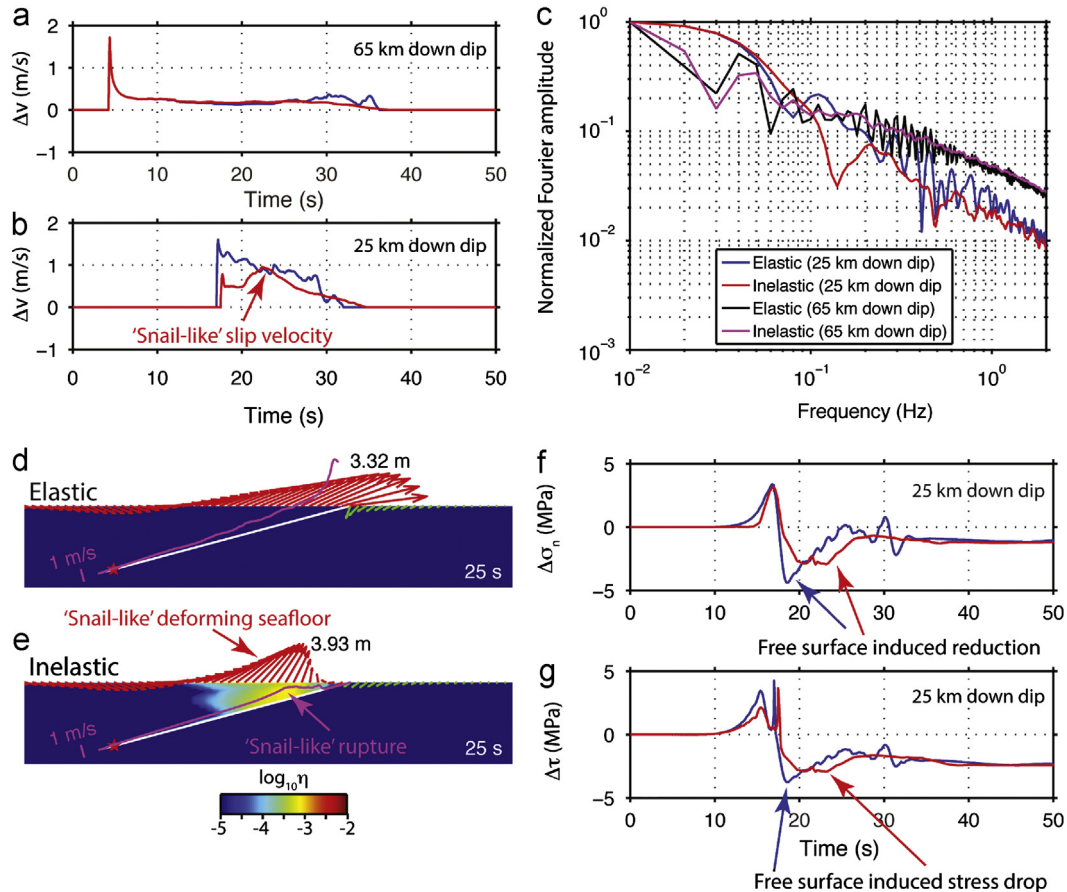 a
65 km down dip
Δv (m/s)
2
1
0
−1
0 10 20 30 40 50
Time (s)
b
25 km down dip
Δv (m/s)
2
1
0
−1
'Snail-like' slip velocity
0 10 20 30 40 50
Time (s)
c
Normalized Fourier amplitude
10⁰
10⁻¹
10⁻²
10⁻³
Elastic (25 km down dip)
Inelastic (25 km down dip)
Elastic (65 km down dip)
Inelastic (65 km down dip)
10⁻² 10⁻¹ 10⁰
Frequency (Hz)
d
3.32 m
Elastic
1 m/s
25 s
'Snail-like' deforming seafloor
e
3.93 m
Inelastic
1 m/s
'Snail-like' rupture
25 s
log₁₀η
-5 -4 -3 -2
f
25 km down dip
Δσₙ (MPa)
5
0
−5
0 10 20 30 40 50
Free surface induced reduction
g
25 km down dip
Δτ (MPa)
5
0
−5
0 10 20 30 40 50
Time (s)
Free surface induced stress drop